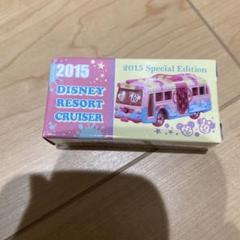 2015
DISNEY
RESORT
CRUISER
2015 Special Edition